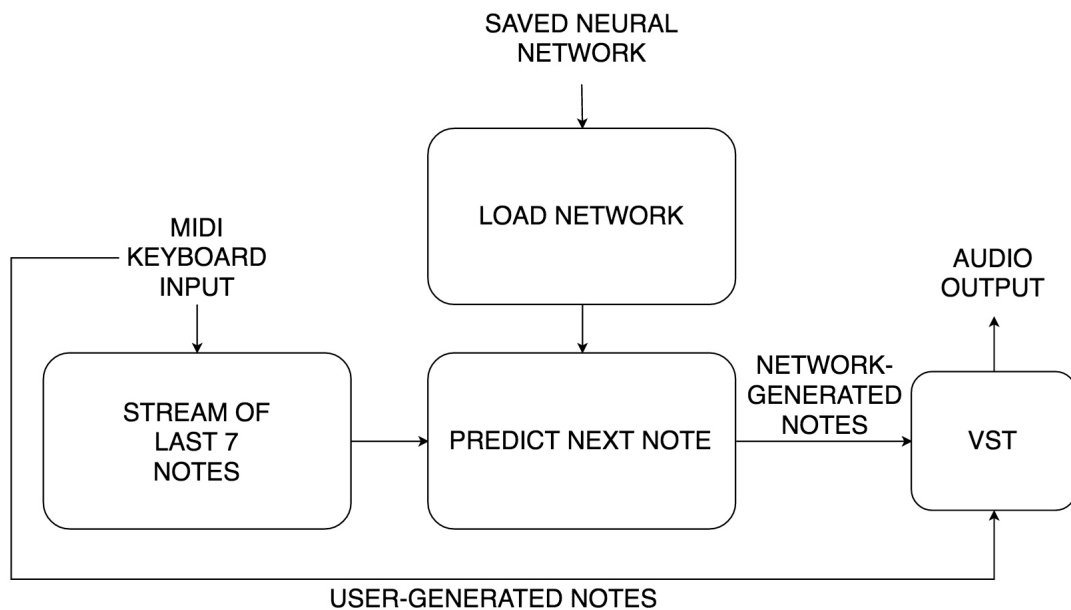 SAVED NEURAL
NETWORK
LOAD NETWORK
MIDI
KEYBOARD
INPUT
AUDIO
OUTPUT
STREAM OF
LAST 7
NOTES
PREDICT NEXT NOTE
NETWORK-
GENERATED
NOTES
VST
USER-GENERATED NOTES